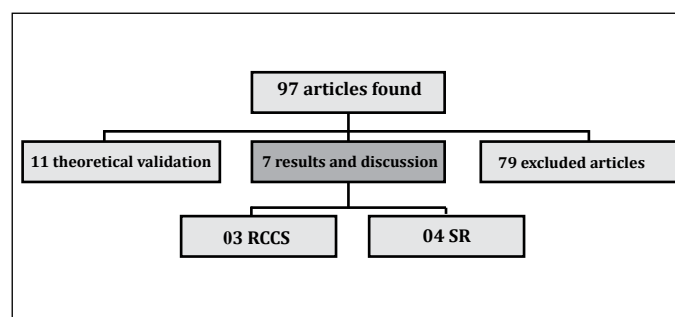 97 articles found
11 theoretical validation
7 results and discussion
79 excluded articles
03 RCCS
04 SR